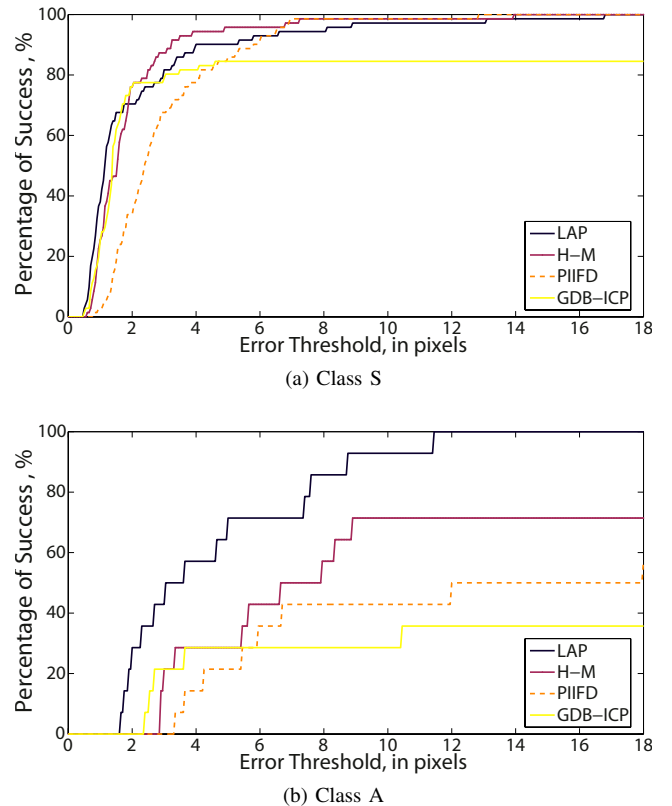 100
80
60
40
20
0
Percentage of Success, %
0 2 4 6 8 10 12 14 16 18
Error Threshold, in pixels
LAP
H−M
PIIFD
GDB−ICP
(a) Class S
100
80
60
40
20
0
Percentage of Success , %
0 2 4 6 8 10 12 14 16 18
Error Threshold, in pixels
LAP
H−M
PIIFD
GDB−ICP
(b) Class A